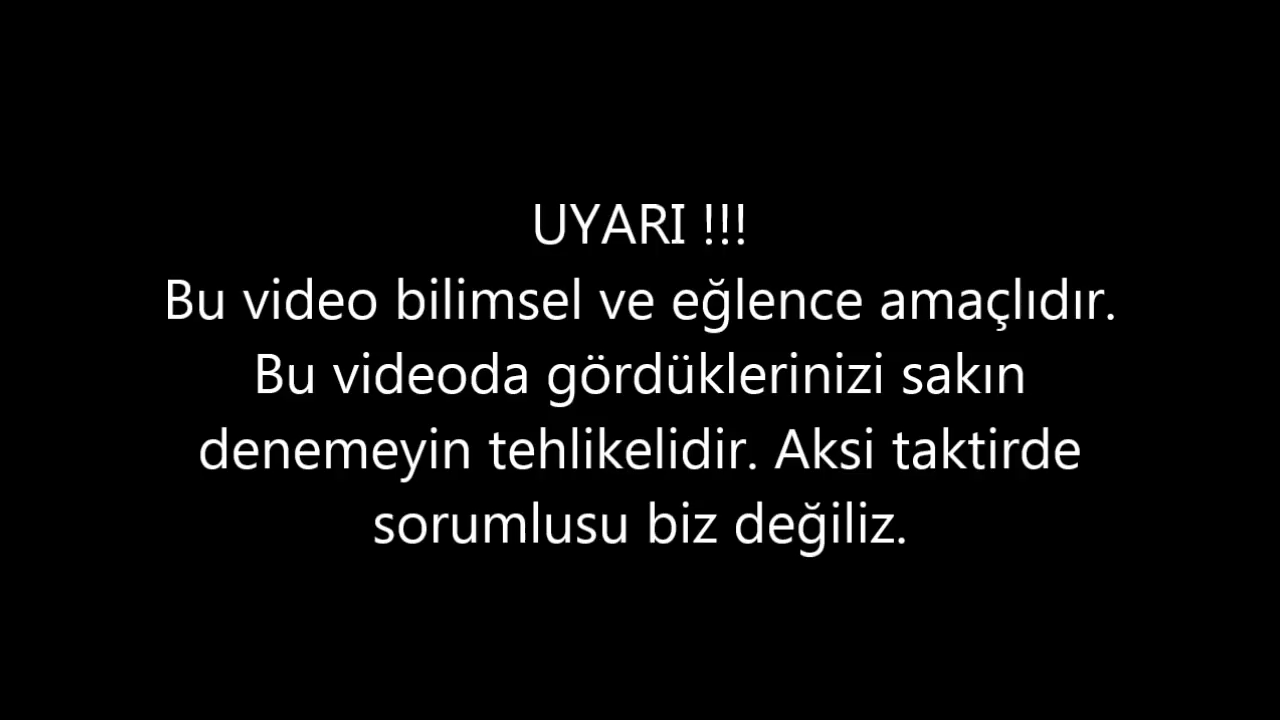 UYARI !!!
Bu video bilimsel ve eğlence amaçlıdır.
Bu videoda gördüklerinizi sakın
denemeyin tehlikelidir. Aksi taktirde
sorumlusu biz değiliz.